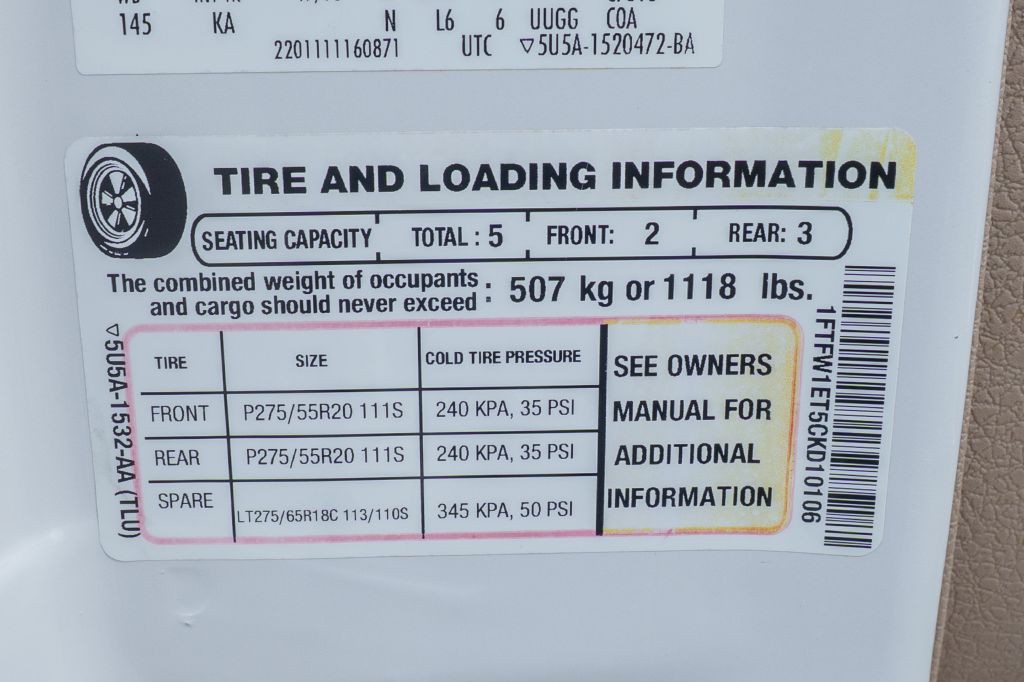 145 KA N L6 6 UUGG COA
2201111160871 UTC ▽5U5A-1520472-BA
TIRE AND LOADING INFORMATION
SEATING CAPACITY TOTAL : 5 FRONT: 2 REAR: 3
The combined weight of occupants
and cargo should never exceed : 507 kg or 1118 lbs.
TIRE SIZE COLD TIRE PRESSURE
FRONT P275/55R20 111S 240 KPA, 35 PSI
REAR P275/55R20 111S 240 KPA, 35 PSI
SPARE LT275/65R18C 113/110S 345 KPA, 50 PSI
SEE OWNERS
MANUAL FOR
ADDITIONAL
INFORMATION
▽5U5A-1532-AA (TLU)
1FTFW1ET5CKD10106